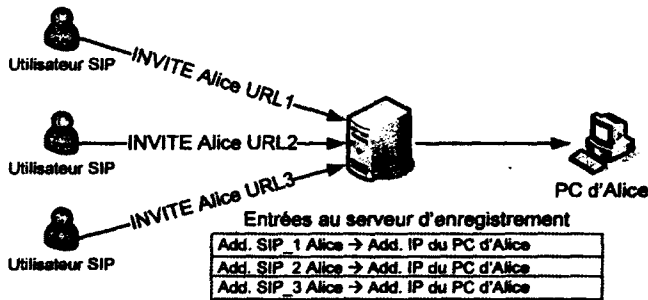 Utilisateur SIP
INVITE Alice URL1
Utilisateur SIP
INVITE Alice URL2
Utilisateur SIP
INVITE Alice URL3
PC d'Alice
Entrées au serveur d'enregistrement
Add. SIP_1 Alice → Add. IP du PC d'Alice
Add. SIP_2 Alice → Add. IP du PC d'Alice
Add. SIP_3 Alice → Add. IP du PC d'Alice